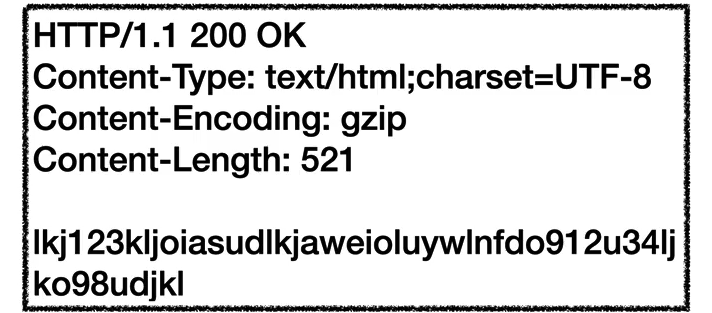 HTTP/1.1 200 OK
Content-Type: text/html;charset=UTF-8
Content-Encoding: gzip
Content-Length: 521

lkj123kljoiasudlkjaweioluywlnfdo912u34lj
ko98udjkl